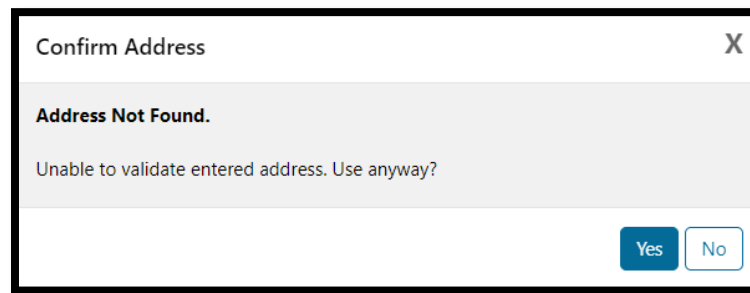 Confirm Address
X
Address Not Found.
Unable to validate entered address. Use anyway?
Yes No